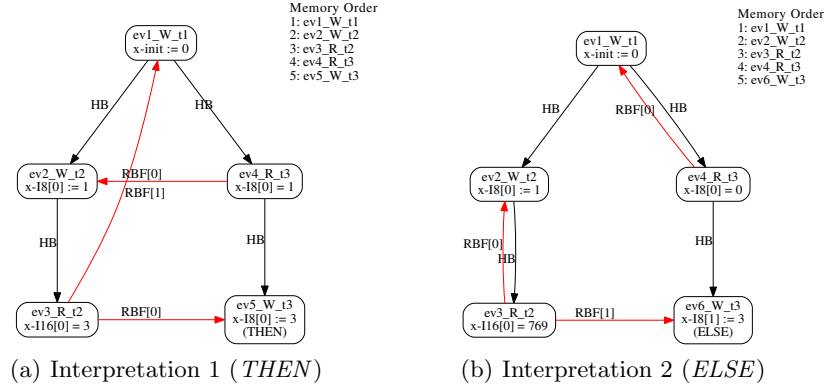 ev1_W_t1
x-init := 0
Memory Order
1: ev1_W_t1
2: ev2_W_t2
3: ev3_R_t2
4: ev4_R_t3
5: ev5_W_t3
HB
HB
ev2_W_t2
x-I8[0] := 1
RBF[0]
RBF[1]
ev4_R_t3
x-I8[0] = 1
HB
HB
ev3_R_t2
x-I16[0] = 3
RBF[0]
ev5_W_t3
x-I8[0] := 3
(THEN)
(a) Interpretation 1 (THEN)
ev1_W_t1
x-init := 0
Memory Order
1: ev1_W_t1
2: ev2_W_t2
3: ev3_R_t2
4: ev4_R_t3
5: ev6_W_t3
HB
RBF[0]
HB
ev2_W_t2
x-I8[0] := 1
ev4_R_t3
x-I8[0] = 0
RBF[0]
HB
HB
ev3_R_t2
x-I16[0] = 769
RBF[1]
ev6_W_t3
x-I8[1] := 3
(ELSE)
(b) Interpretation 2 (ELSE)